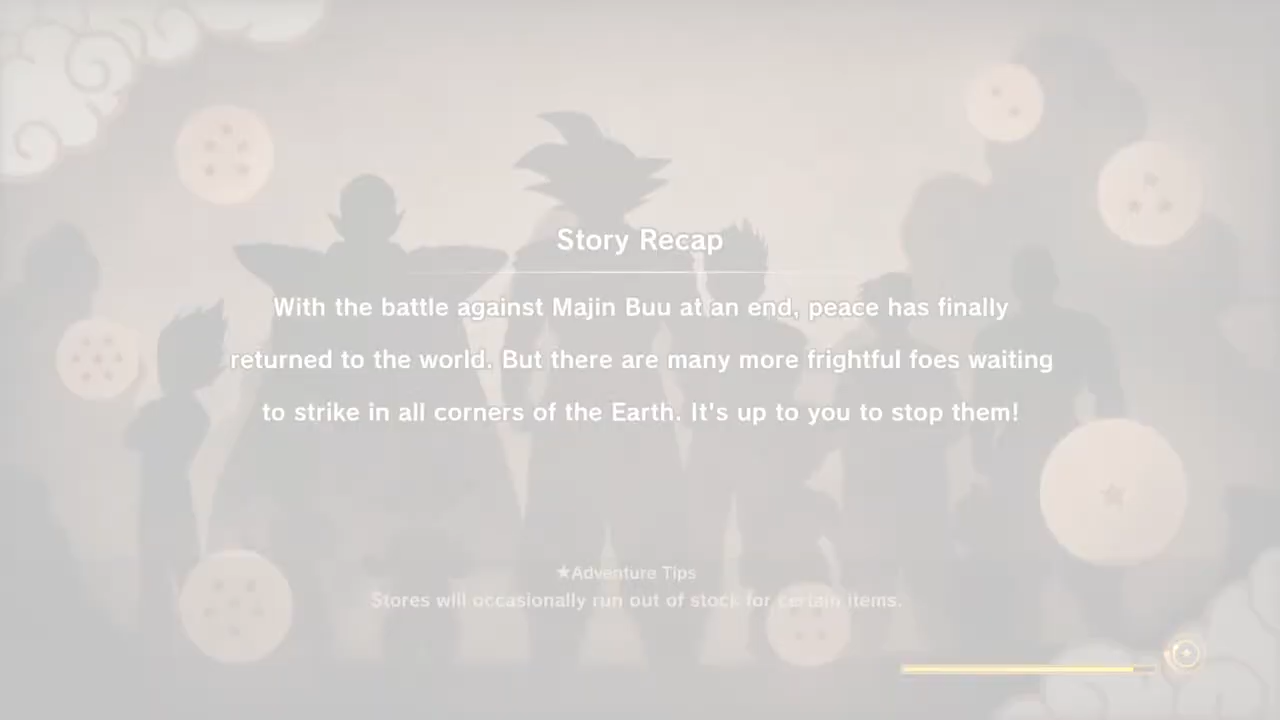 Story Recap
With the battle against Majin Buu at an end, peace has finally
returned to the world. But there are many more frightful foes waiting
to strike in all corners of the Earth. It's up to you to stop them!
★Adventure Tips
Stores will occasionally run out of stock for certain items.